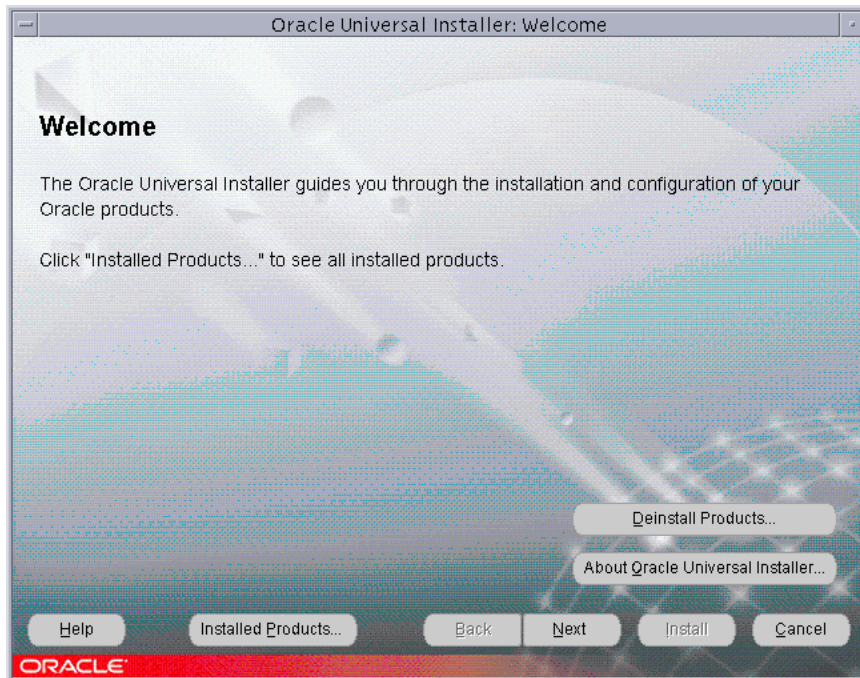 Oracle Universal Installer: Welcome
Welcome
The Oracle Universal Installer guides you through the installation and configuration of your
Oracle products.
Click "Installed Products..." to see all installed products.
Deinstall Products...
About Oracle Universal Installer...
Help Installed Products... Back Next Install Cancel
ORACLE